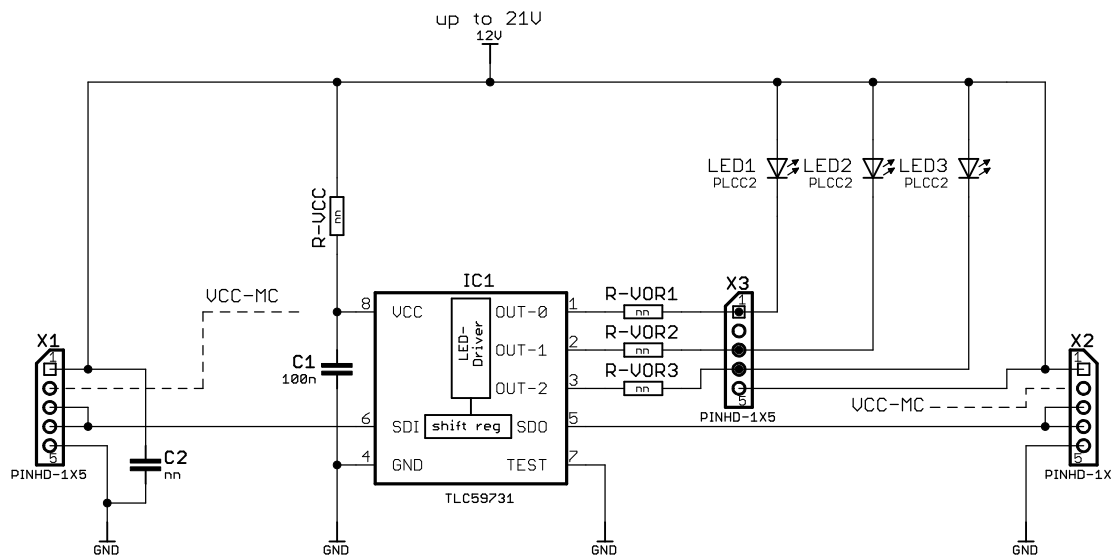 up to 21V
12V
LED1
PLCC2
LED2
PLCC2
LED3
PLCC2
R-VCC
nn
VCC-MC
IC1
8
VCC
LED-
Driver
OUT-0
1
OUT-1
2
OUT-2
3
6
SDI
shift reg
SDO
5
4
GND
TEST
7
TLC59731
C1
100n
R-VOR1
nn
R-VOR2
nn
R-VOR3
nn
X3
1
5
PINHD-1X5
X1
1
5
PINHD-1X5
C2
nn
X2
1
5
PINHD-1X
VCC-MC
GND
GND
GND
GND